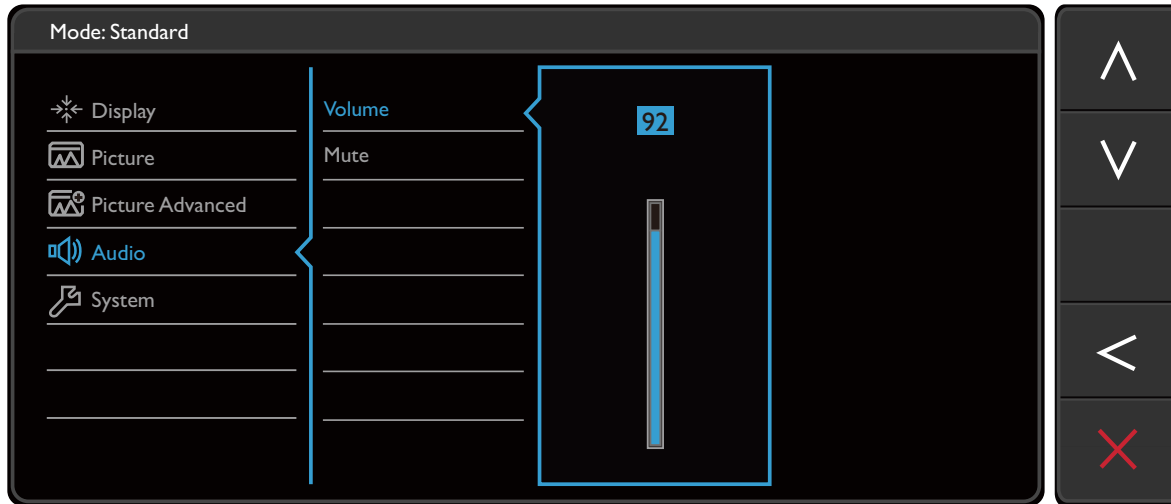 Mode: Standard
Display
Picture
Picture Advanced
Audio
System
Volume
Mute
92